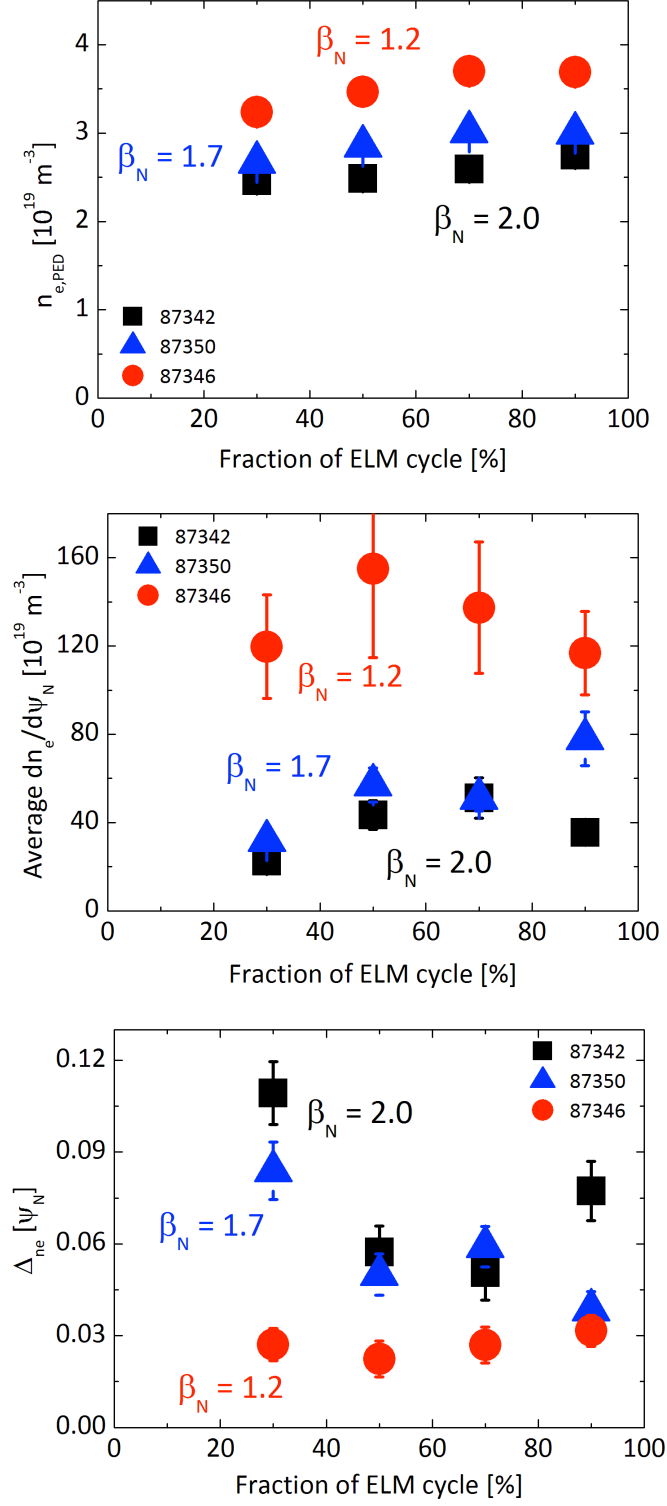 4
3
2
1
0
n_e,PED [10^19 m^-3]
β_N = 1.2
β_N = 1.7
β_N = 2.0
87342
87350
87346
0 20 40 60 80 100
Fraction of ELM cycle [%]
160
120
80
40
0
Average dn_e/dψ_N [10^19 m^-3]
87342
87350
87346
β_N = 1.2
β_N = 1.7
β_N = 2.0
0 20 40 60 80 100
Fraction of ELM cycle [%]
0.12
0.09
0.06
0.03
0.00
Δ_ne [ψ_N]
87342
87350
87346
β_N = 2.0
β_N = 1.7
β_N = 1.2
0 20 40 60 80 100
Fraction of ELM cycle [%]